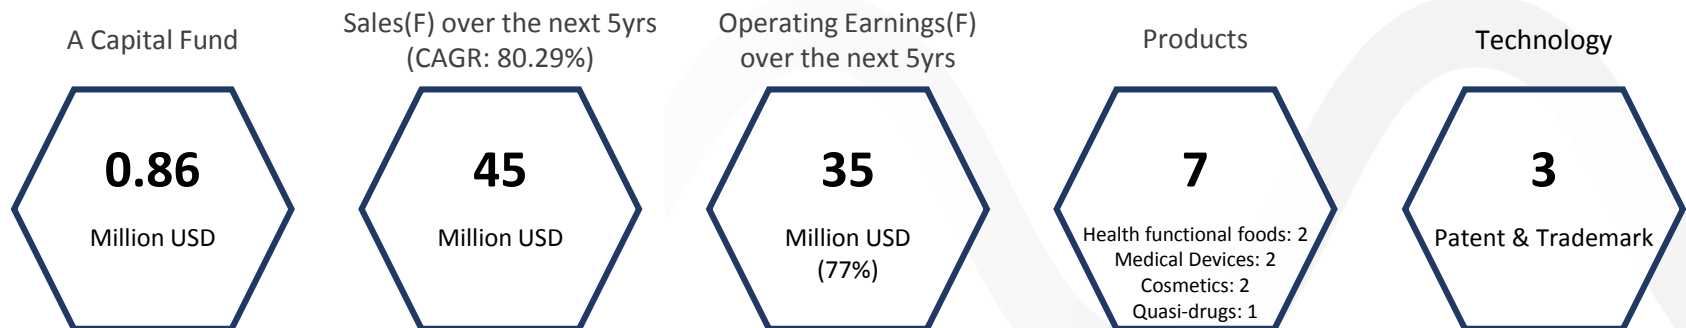 A Capital Fund
0.86
Million USD
Sales(F) over the next 5yrs
(CAGR: 80.29%)
45
Million USD
Operating Earnings(F)
over the next 5yrs
35
Million USD
(77%)
Products
7
Health functional foods: 2
Medical Devices: 2
Cosmetics: 2
Quasi-drugs: 1
Technology
3
Patent & Trademark